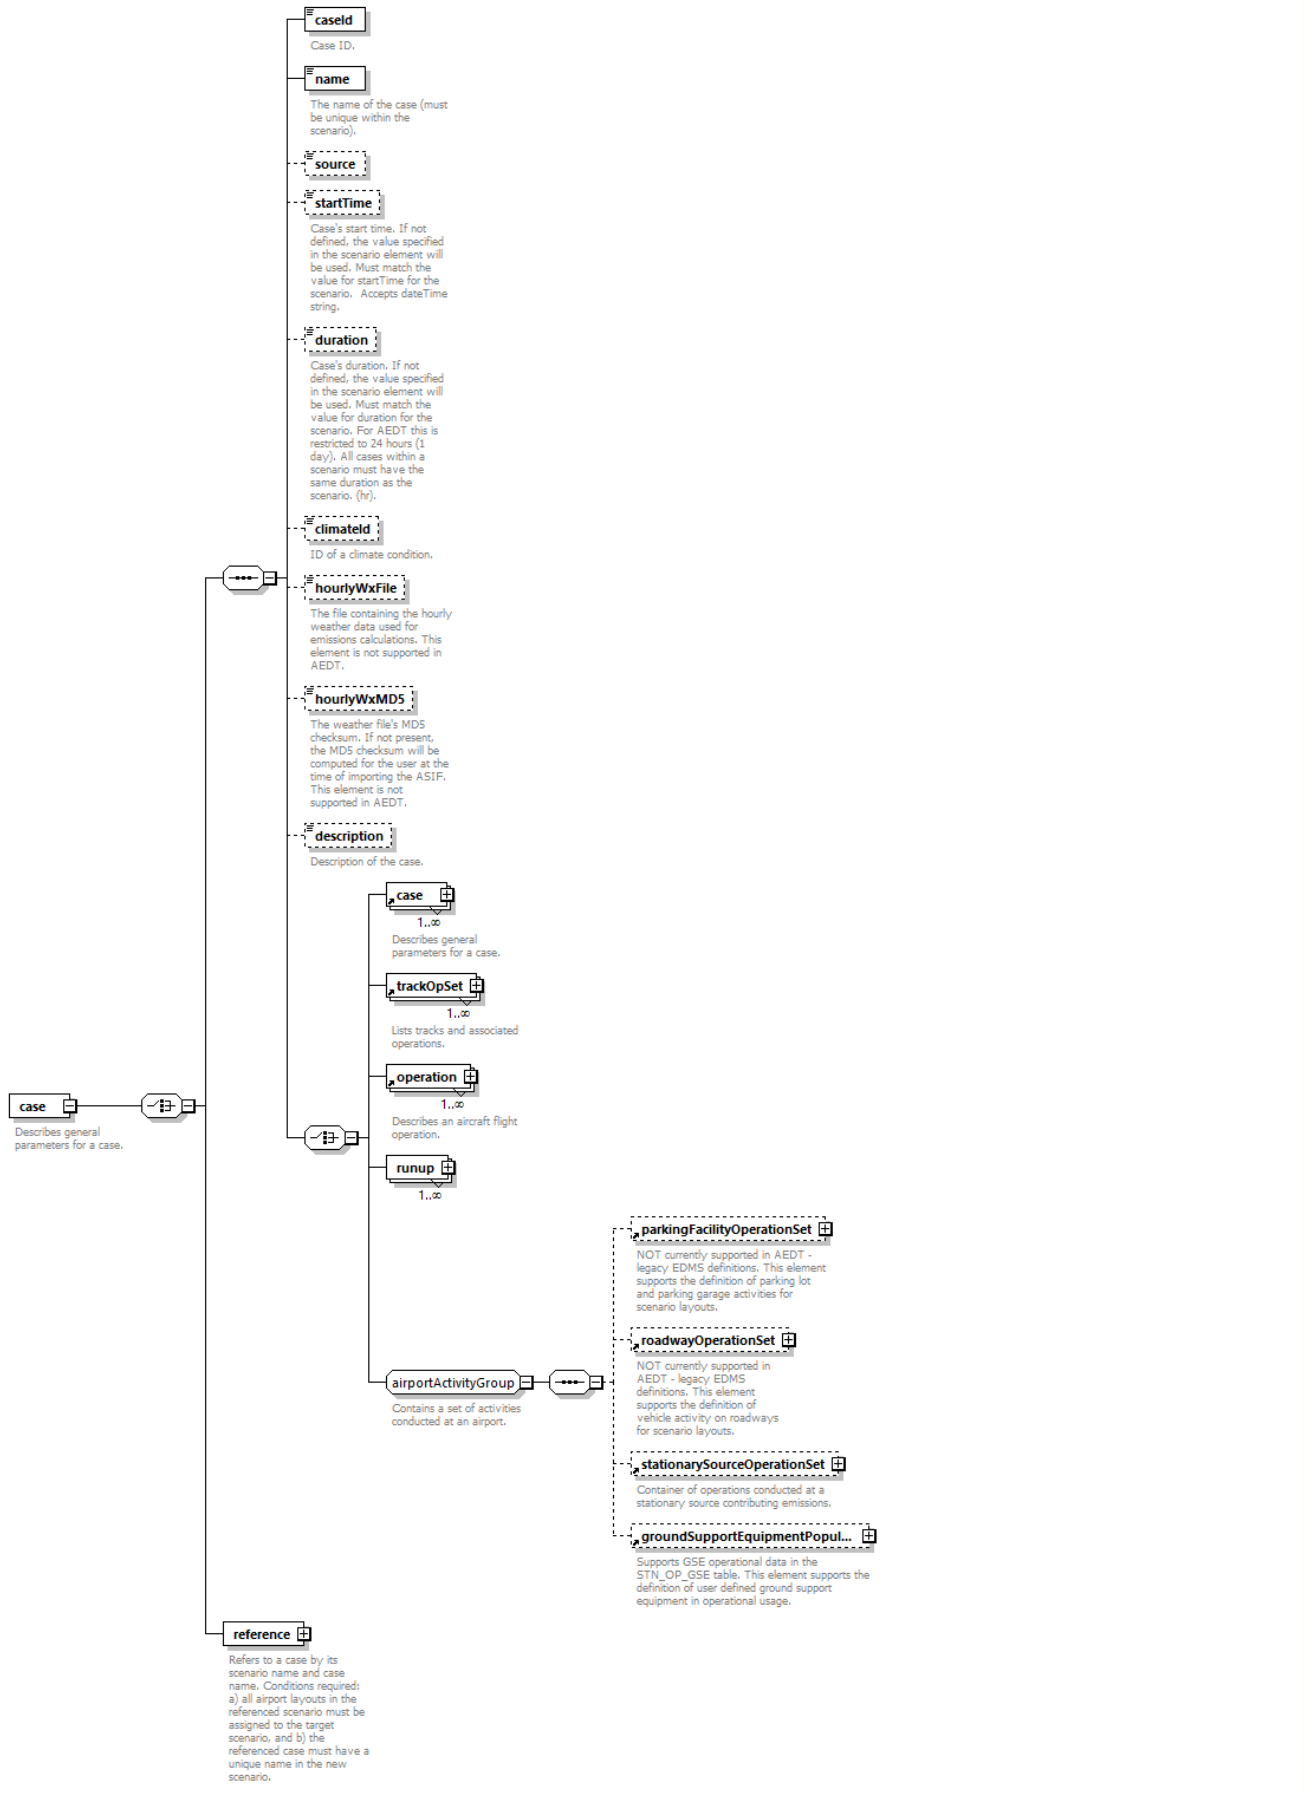 caseId
Case ID.
name
The name of the case (must
be unique within the
scenario).
source
startTime
Case's start time. If not
defined, the value specified
in the scenario element will
be used. Must match the
value for startTime for the
scenario.  Accepts dateTime
string.
duration
Case's duration. If not
defined, the value specified
in the scenario element will
be used. Must match the
value for duration for the
scenario. For AEDT this is
restricted to 24 hours (1
day). All cases within a
scenario must have the
same duration as the
scenario. (hr).
climateId
ID of a climate condition.
hourlyWxFile
The file containing the hourly
weather data used for
emissions calculations. This
element is not supported in
AEDT.
hourlyWxMD5
The weather file's MD5
checksum. If not present,
the MD5 checksum will be
computed for the user at the
time of importing the ASIF.
This element is not
supported in AEDT.
description
Description of the case.
case
1..∞
Describes general
parameters for a case.
trackOpSet
1..∞
Lists tracks and associated
operations.
operation
1..∞
Describes an aircraft flight
operation.
case
Describes general
parameters for a case.
runup
1..∞
parkingFacilityOperationSet
NOT currently supported in AEDT -
legacy EDMS definitions. This element
supports the definition of parking lot
and parking garage activities for
scenario layouts.
roadwayOperationSet
NOT currently supported in
AEDT - legacy EDMS
definitions. This element
supports the definition of
vehicle activity on roadways
for scenario layouts.
airportActivityGroup
Contains a set of activities
conducted at an airport.
stationarySourceOperationSet
Container of operations conducted at a
stationary source contributing emissions.
groundSupportEquipmentPopul...
Supports GSE operational data in the
STN_OP_GSE table. This element supports the
definition of user defined ground support
equipment in operational usage.
reference
Refers to a case by its
scenario name and case
name. Conditions required:
a) all airport layouts in the
referenced scenario must be
assigned to the target
scenario, and b) the
referenced case must have a
unique name in the new
scenario.